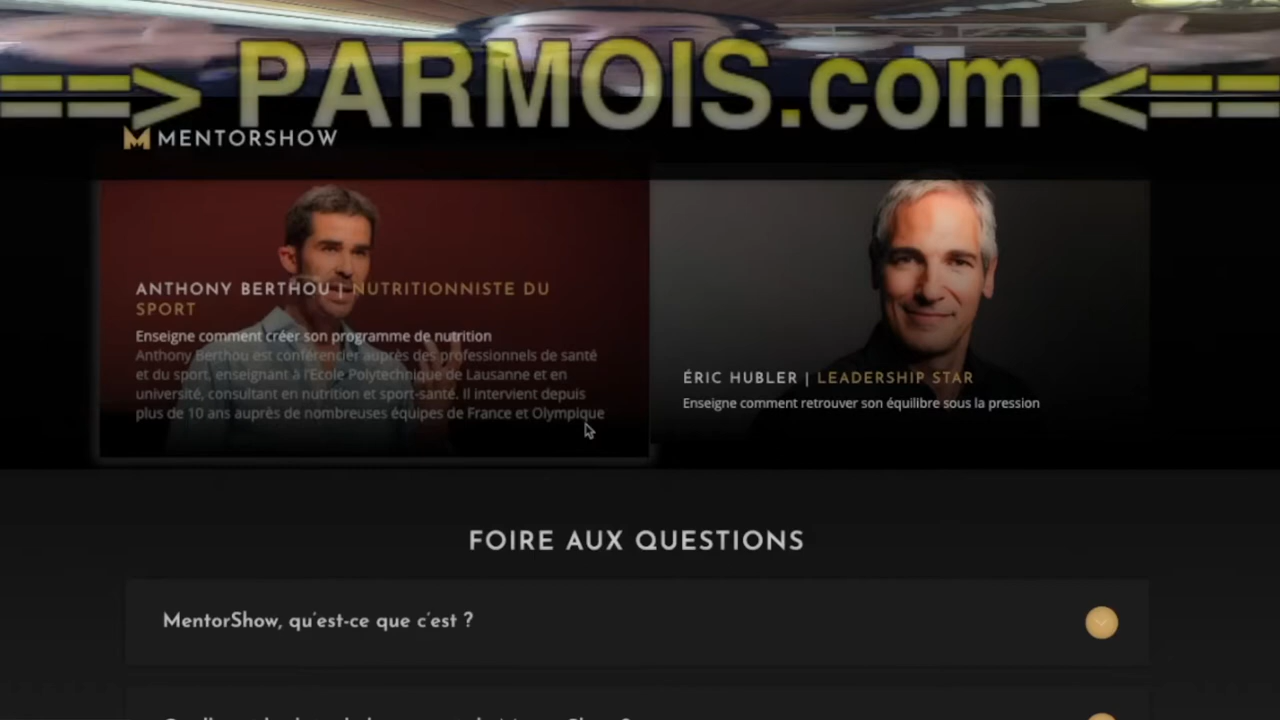 ==> PARMOIS.com <==
MENTORSHOW
ANTHONY BERTHOU | NUTRITIONNISTE DU
SPORT
Enseigne comment créer son programme de nutrition
Anthony Berthou est conférencier auprès des professionnels de santé
et du sport, enseignant à l'Ecole Polytechnique de Lausanne et en
université, consultant en nutrition et sport-santé. Il intervient depuis
plus de 10 ans auprès de nombreuses équipes de France et Olympique
ÉRIC HUBLER | LEADERSHIP STAR
Enseigne comment retrouver son équilibre sous la pression
FOIRE AUX QUESTIONS
MentorShow, qu'est-ce que c'est ?